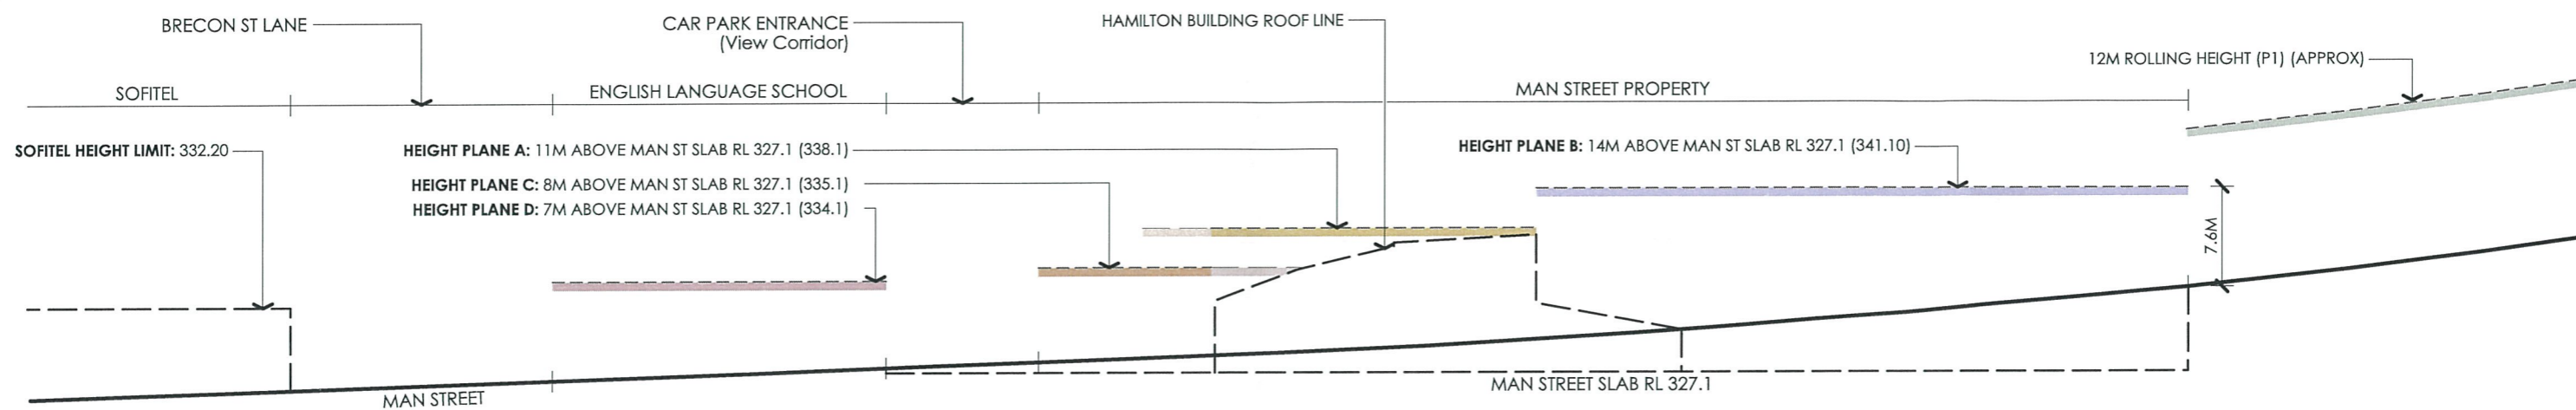 BRECON ST LANE
CAR PARK ENTRANCE
(View Corridor)
HAMILTON BUILDING ROOF LINE
12M ROLLING HEIGHT (P1) (APPROX)
SOFITEL
ENGLISH LANGUAGE SCHOOL
MAN STREET PROPERTY
SOFITEL HEIGHT LIMIT: 332.20
HEIGHT PLANE A: 11M ABOVE MAN ST SLAB RL 327.1 (338.1)
HEIGHT PLANE B: 14M ABOVE MAN ST SLAB RL 327.1 (341.10)
HEIGHT PLANE C: 8M ABOVE MAN ST SLAB RL 327.1 (335.1)
HEIGHT PLANE D: 7M ABOVE MAN ST SLAB RL 327.1 (334.1)
7.6M
MAN STREET SLAB RL 327.1
MAN STREET